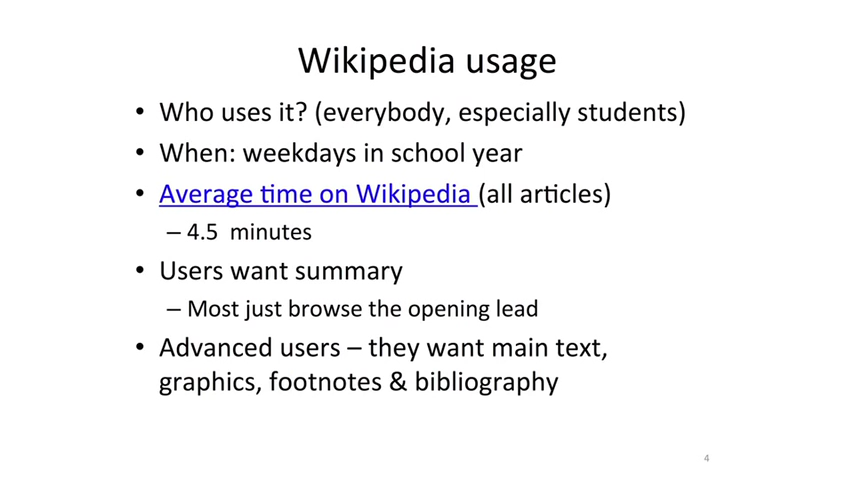 Wikipedia usage
• Who uses it? (everybody, especially students)
• When: weekdays in school year
• Average time on Wikipedia (all articles)
– 4.5 minutes
• Users want summary
– Most just browse the opening lead
• Advanced users – they want main text,
graphics, footnotes & bibliography
4